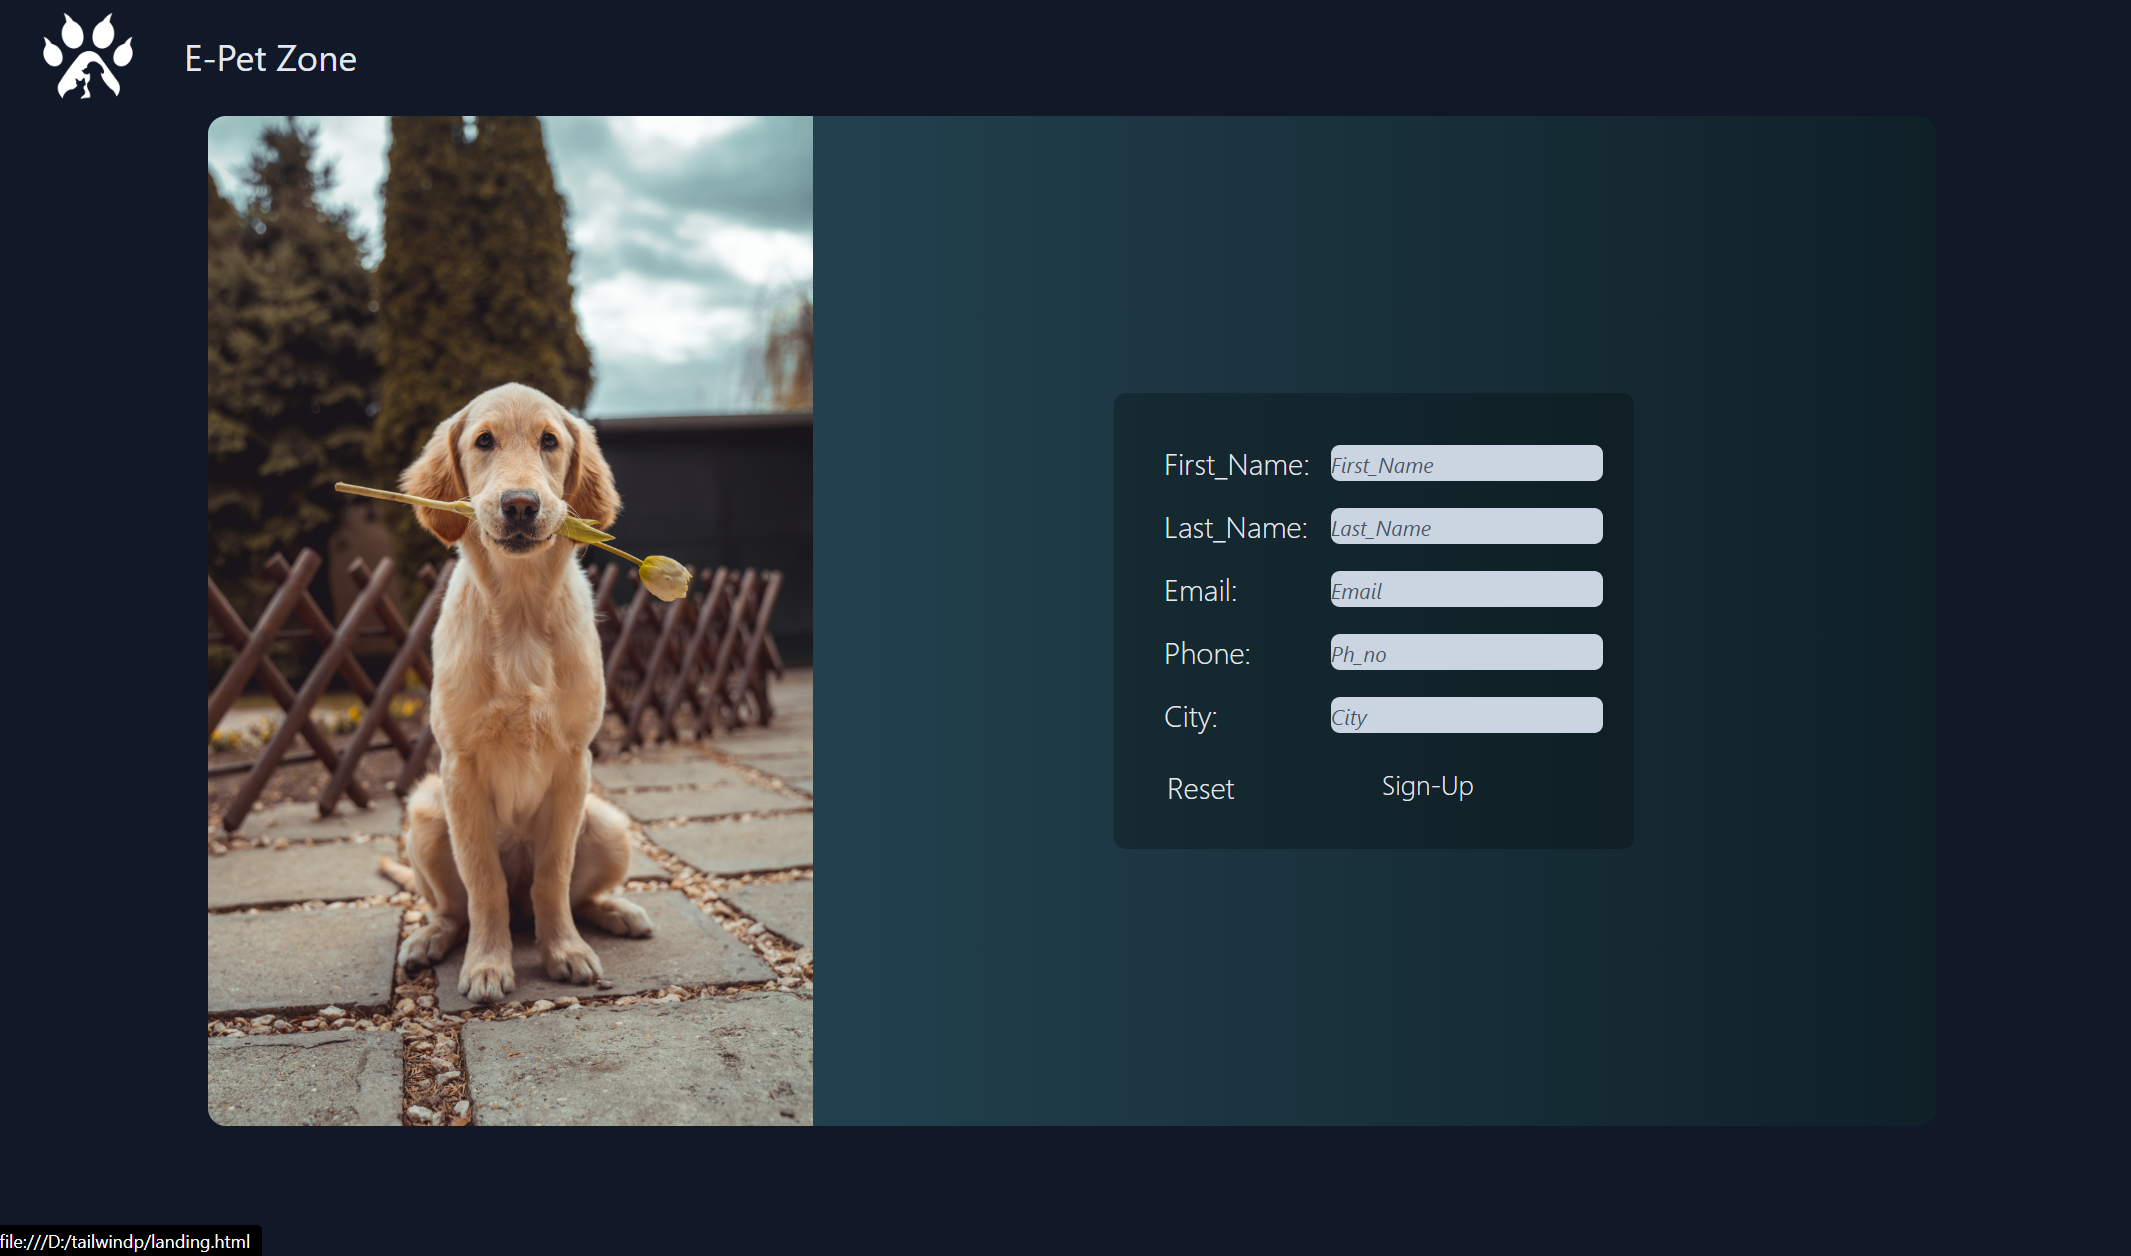 E-Pet Zone
First_Name: First_Name
Last_Name: Last_Name
Email: Email
Phone: Ph_no
City: City
Reset Sign-Up
file:///D:/tailwindp/landing.html